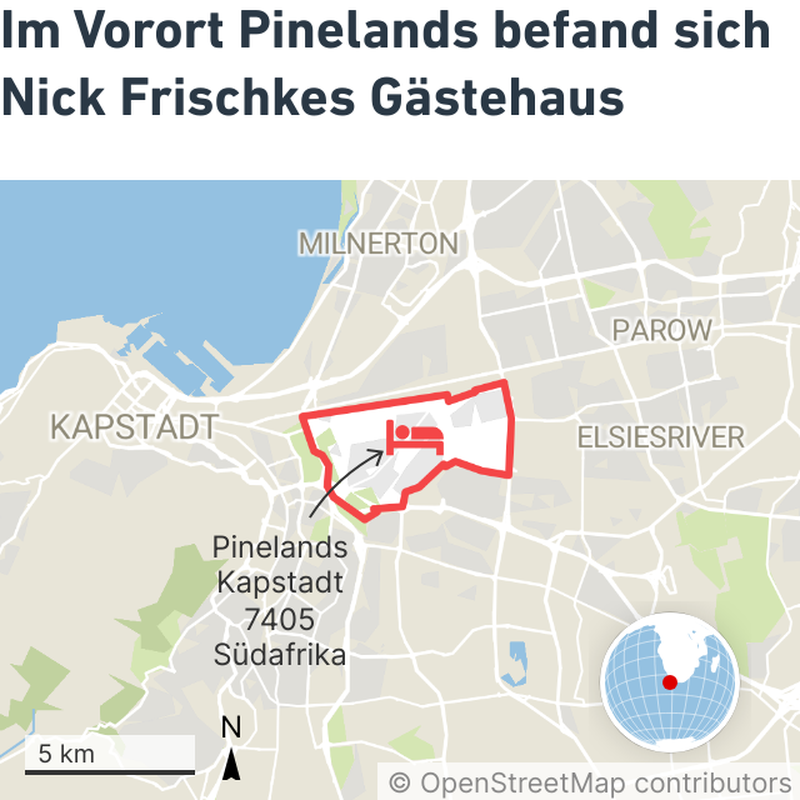 Im Vorort Pinelands befand sich
Nick Frischkes Gästehaus
MILNERTON
PAROW
KAPSTADT
ELSIESRIVER
Pinelands
Kapstadt
7405
Südafrika
N
5 km
© OpenStreetMap contributors